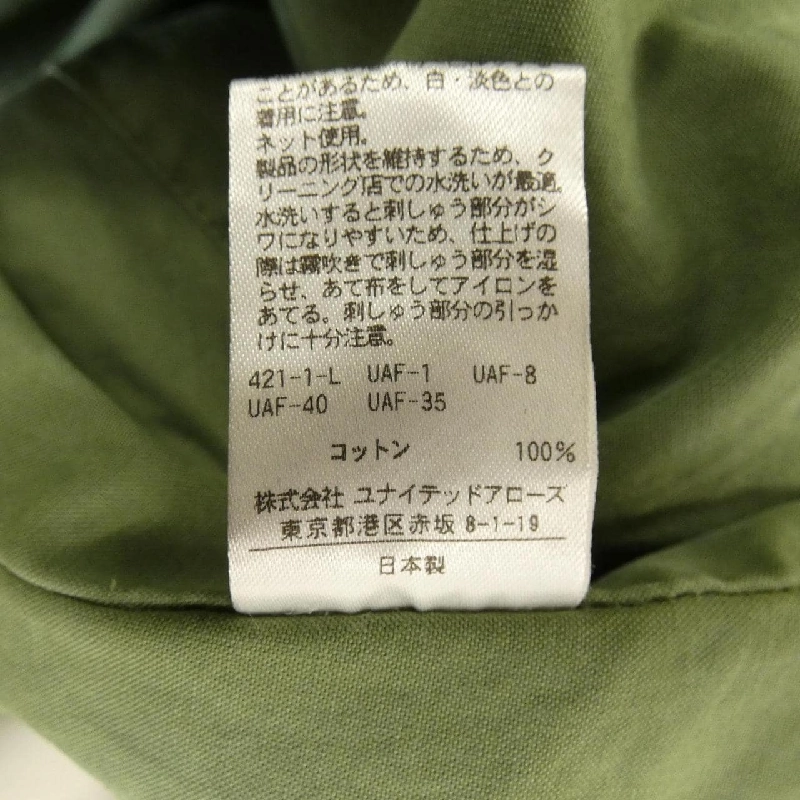 ことがあるため、白・淡色との
着用に注意。
ネット使用。
製品の形状を維持するため、ク
リーニング店での水洗いが最適。
水洗いすると刺しゅう部分がシ
ワになりやすいため、仕上げの
際は霧吹きで刺しゅう部分を湿
らせ、あて布をしてアイロンを
あてる。刺しゅう部分の引っか
けに十分注意。
421-1-L UAF-1 UAF-8
UAF-40 UAF-35
コットン 100%
株式会社 ユナイテッドアローズ
東京都港区赤坂 8-1-19
日本製